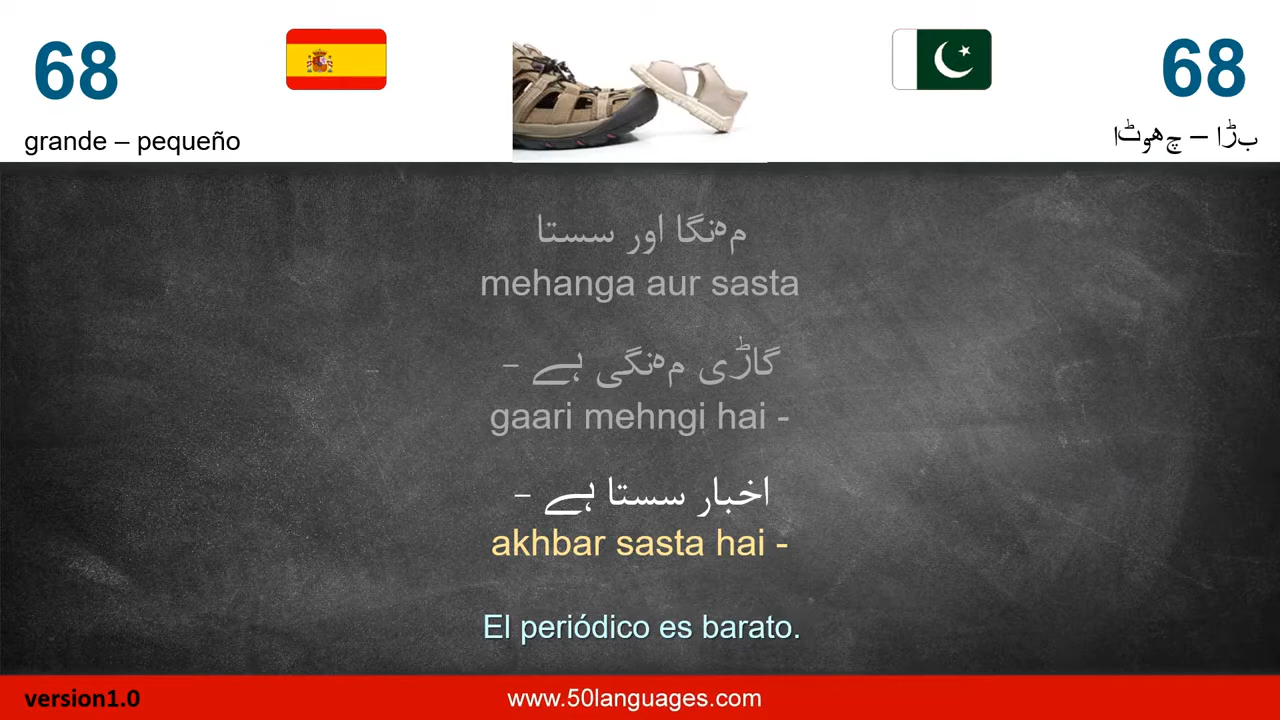 68
68
grande – pequeño
بڑا – چھوٹا
مہنگا اور سستا
mehanga aur sasta
گاڑی مہنگی ہے –
gaari mehngi hai -
اخبار سستا ہے –
akhbar sasta hai -
El periódico es barato.
version1.0
www.50languages.com